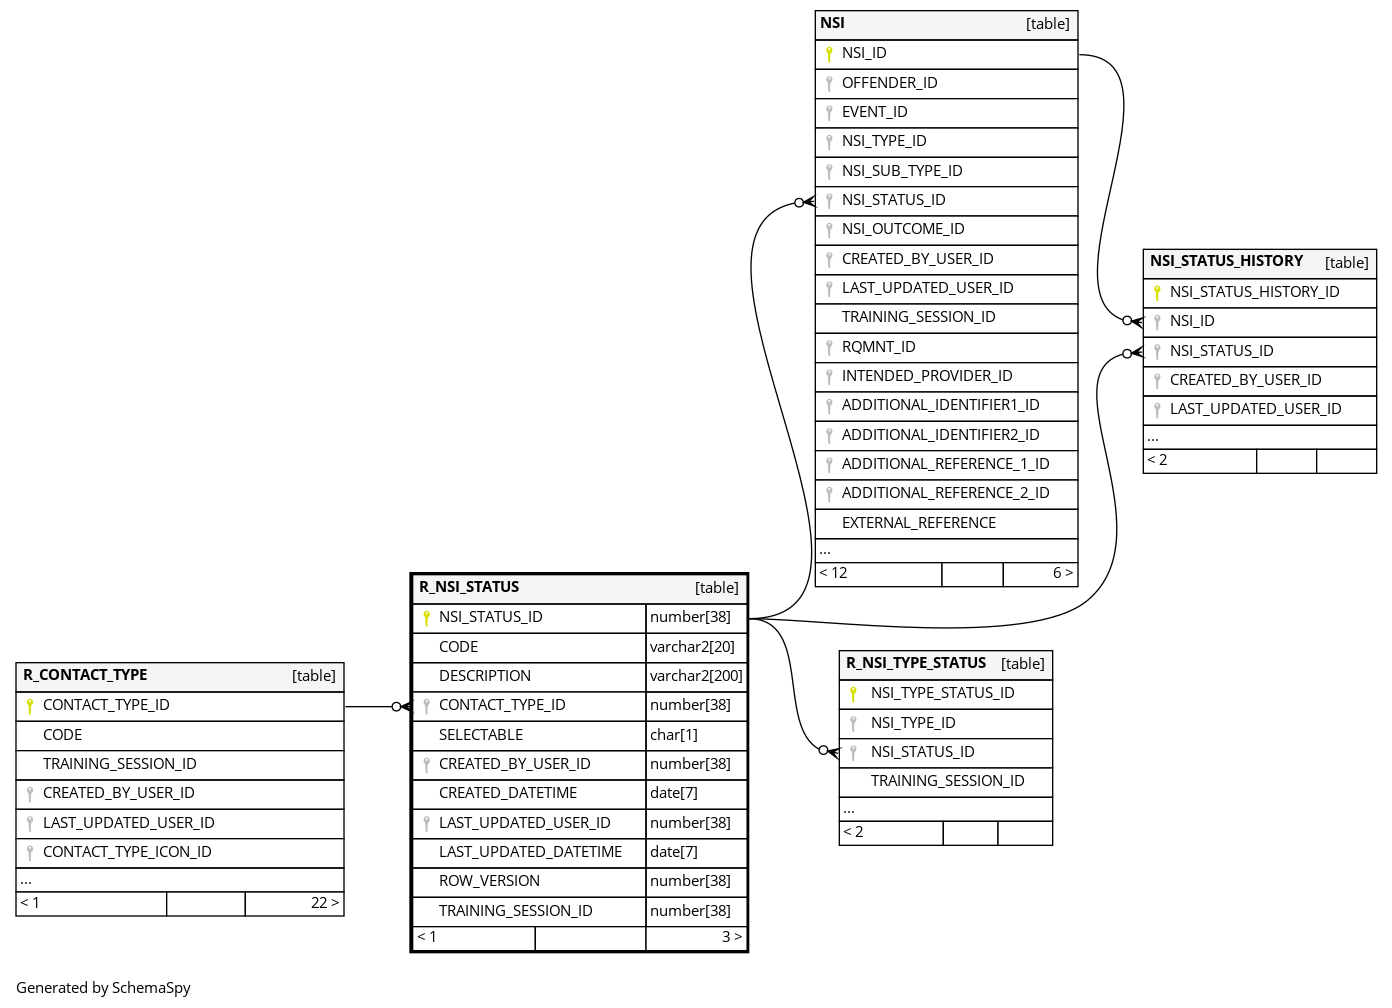 NSI [table]
NSI_ID
OFFENDER_ID
EVENT_ID
NSI_TYPE_ID
NSI_SUB_TYPE_ID
NSI_STATUS_ID
NSI_OUTCOME_ID
CREATED_BY_USER_ID
LAST_UPDATED_USER_ID
TRAINING_SESSION_ID
RQMNT_ID
INTENDED_PROVIDER_ID
ADDITIONAL_IDENTIFIER1_ID
ADDITIONAL_IDENTIFIER2_ID
ADDITIONAL_REFERENCE_1_ID
ADDITIONAL_REFERENCE_2_ID
EXTERNAL_REFERENCE
...
< 12 6 >
NSI_STATUS_HISTORY [table]
NSI_STATUS_HISTORY_ID
NSI_ID
NSI_STATUS_ID
CREATED_BY_USER_ID
LAST_UPDATED_USER_ID
...
< 2
R_NSI_STATUS [table]
NSI_STATUS_ID number[38]
CODE varchar2[20]
DESCRIPTION varchar2[200]
CONTACT_TYPE_ID number[38]
SELECTABLE char[1]
CREATED_BY_USER_ID number[38]
CREATED_DATETIME date[7]
LAST_UPDATED_USER_ID number[38]
LAST_UPDATED_DATETIME date[7]
ROW_VERSION number[38]
TRAINING_SESSION_ID number[38]
< 1 3 >
R_CONTACT_TYPE [table]
CONTACT_TYPE_ID
CODE
TRAINING_SESSION_ID
CREATED_BY_USER_ID
LAST_UPDATED_USER_ID
CONTACT_TYPE_ICON_ID
...
< 1 22 >
R_NSI_TYPE_STATUS [table]
NSI_TYPE_STATUS_ID
NSI_TYPE_ID
NSI_STATUS_ID
TRAINING_SESSION_ID
...
< 2
Generated by SchemaSpy